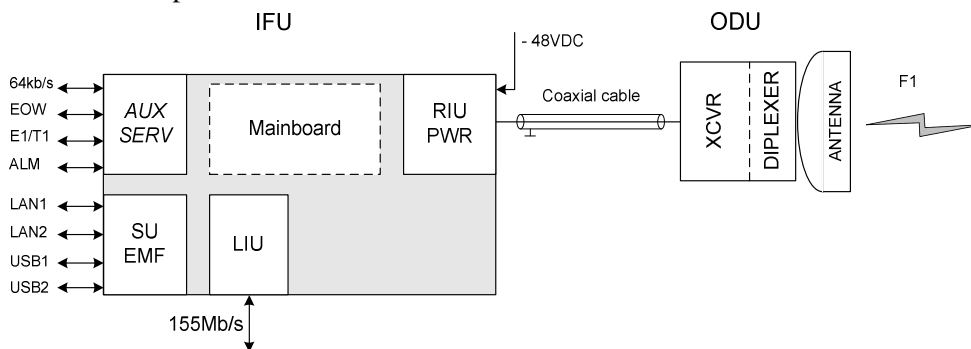 IFU
ODU
- 48VDC
64kb/s
EOW
E1/T1
ALM
AUX
SERV
Mainboard
RIU
PWR
Coaxial cable
XCVR
DIPLEXER
ANTENNA
F1
LAN1
LAN2
USB1
USB2
SU
EMF
LIU
155Mb/s